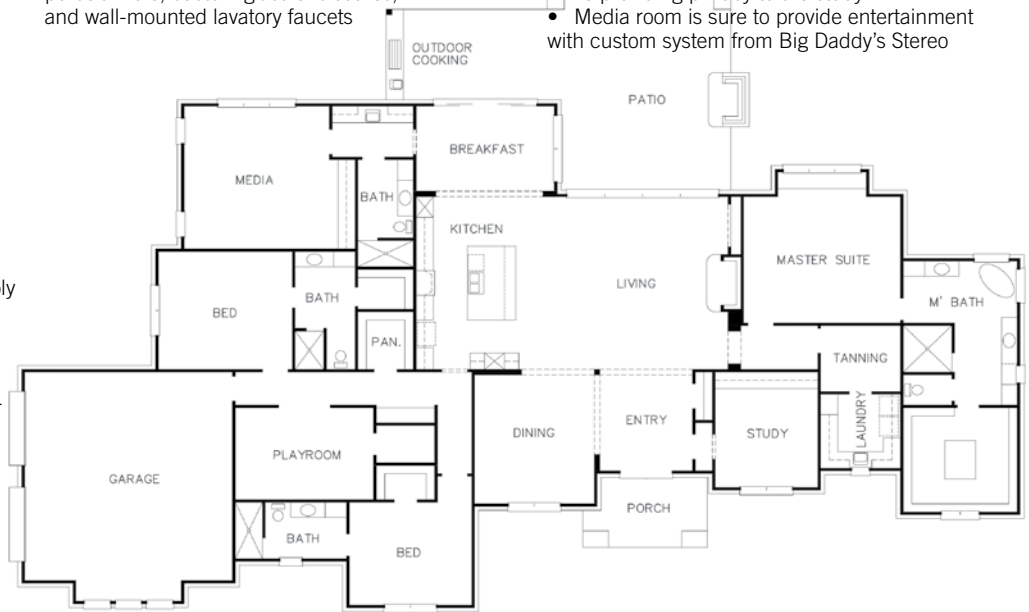 and wall-mounted lavatory faucets
• Media room is sure to provide entertainment
with custom system from Big Daddy's Stereo
OUTDOOR
COOKING
PATIO
BREAKFAST
MEDIA
BATH
KITCHEN
MASTER SUITE
LIVING
BATH
M' BATH
BED
PAN.
TANNING
LAUNDRY
DINING
ENTRY
STUDY
PLAYROOM
GARAGE
PORCH
BATH
BED